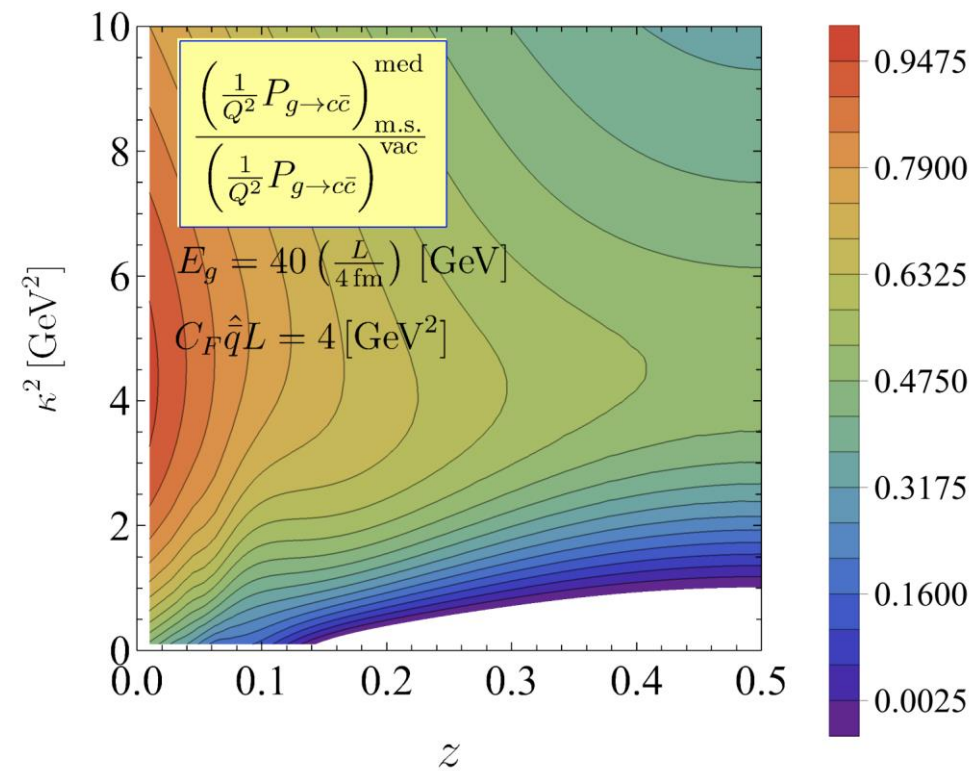 (1/Q² P_{g→cc̄})^{med}_{m.s.}
(1/Q² P_{g→cc̄})^{vac}
E_g = 40 (L/4 fm) [GeV]
C_F q̂̄ L = 4 [GeV²]
κ² [GeV²]
10
8
6
4
2
0
0.0 0.1 0.2 0.3 0.4 0.5
z
0.9475
0.7900
0.6325
0.4750
0.3175
0.1600
0.0025